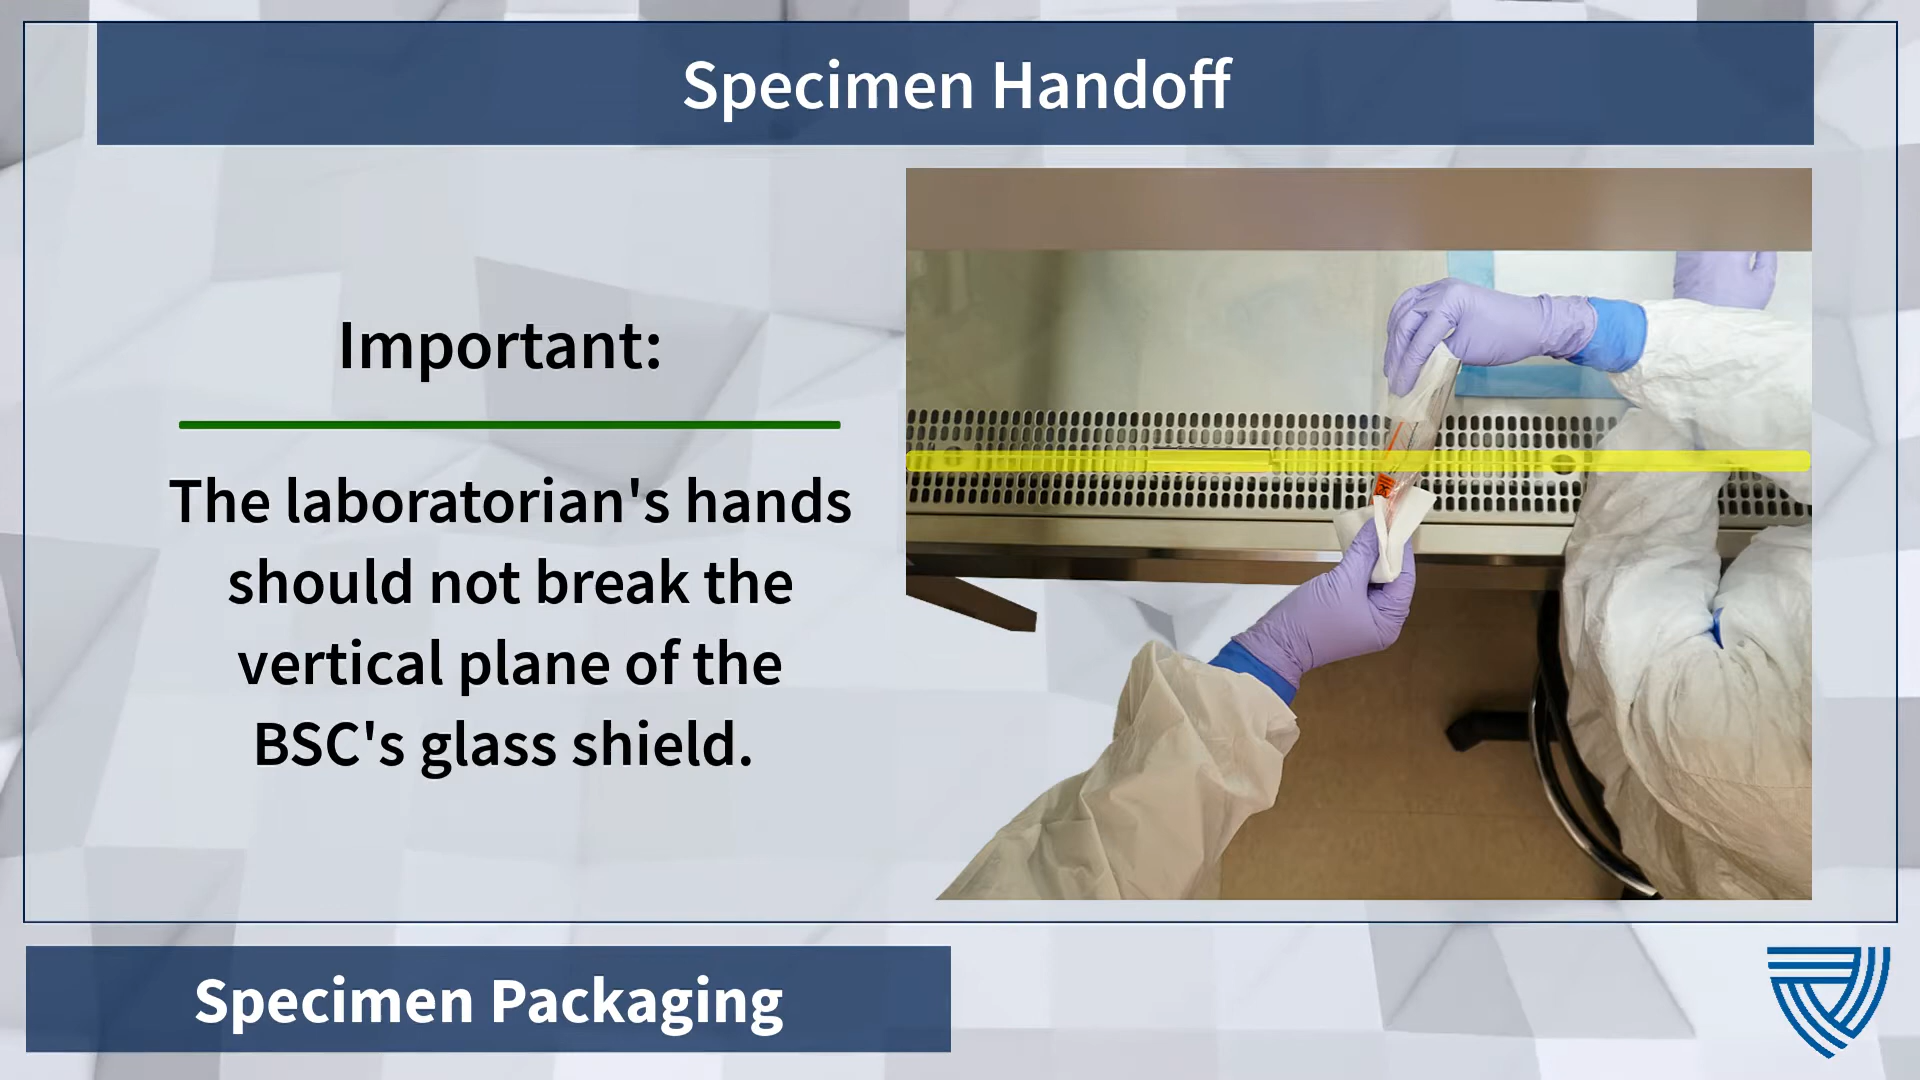 Specimen Handoff
Important:
The laboratorian's hands
should not break the
vertical plane of the
BSC's glass shield.
Specimen Packaging